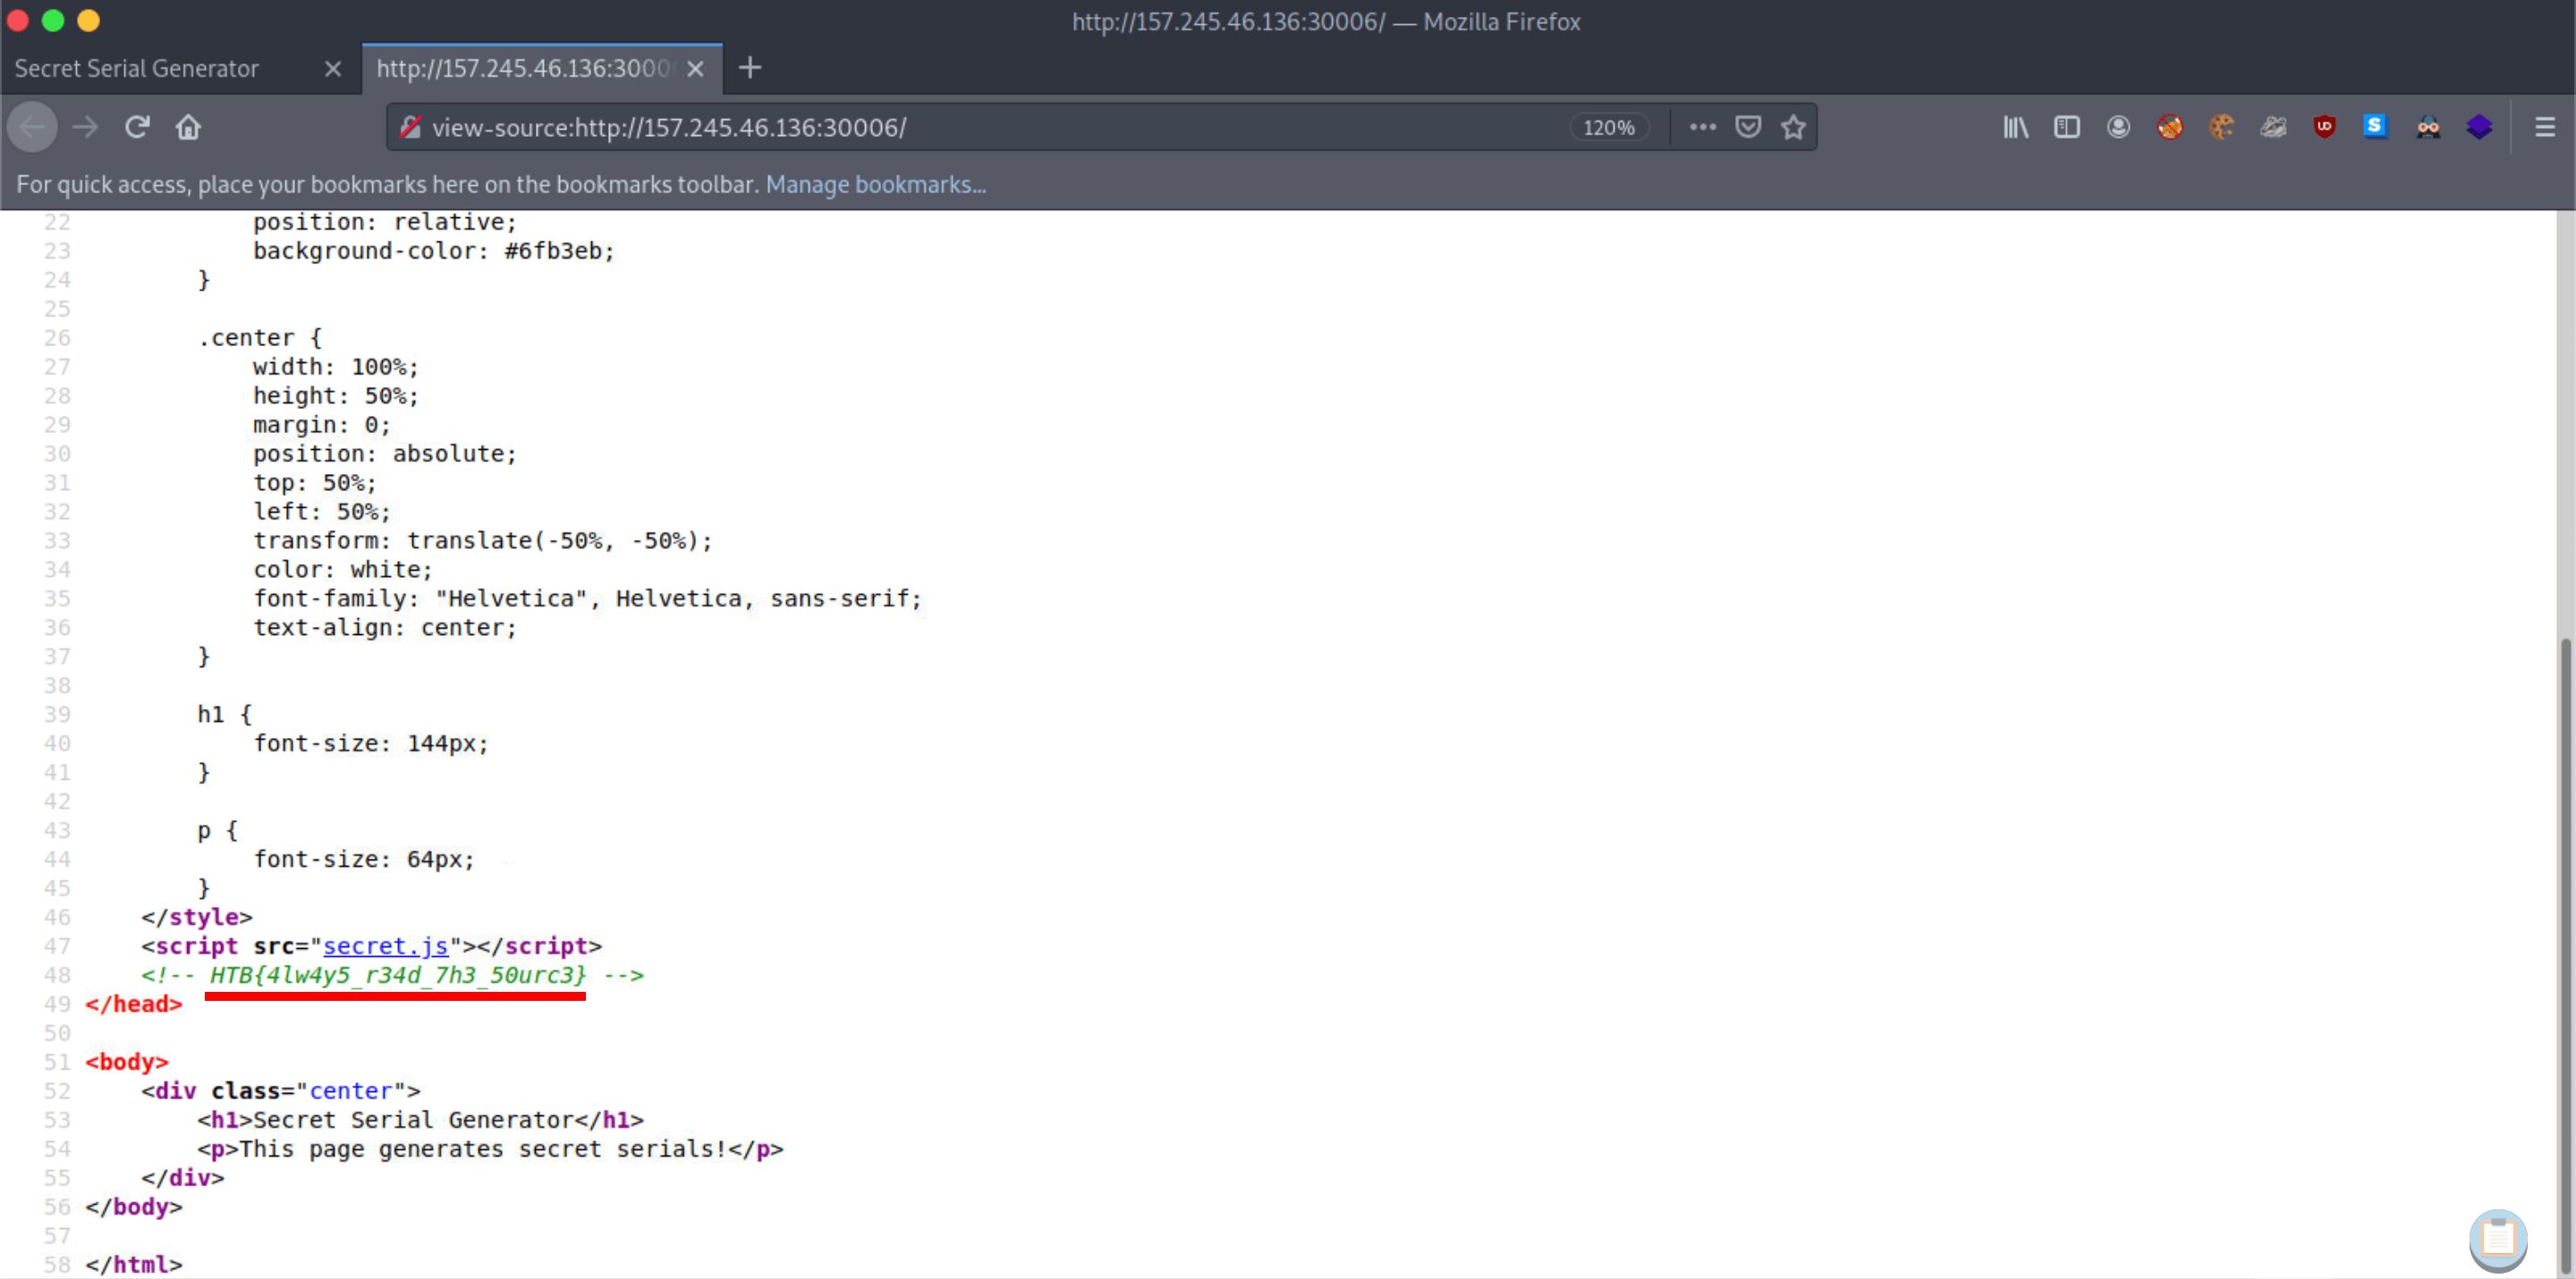 http://157.245.46.136:30006/ — Mozilla Firefox
Secret Serial Generator
http://157.245.46.136:3000
view-source:http://157.245.46.136:30006/
120%
For quick access, place your bookmarks here on the bookmarks toolbar. Manage bookmarks...
22 position: relative;
23 background-color: #6fb3eb;
24 }
25
26 .center {
27 width: 100%;
28 height: 50%;
29 margin: 0;
30 position: absolute;
31 top: 50%;
32 left: 50%;
33 transform: translate(-50%, -50%);
34 color: white;
35 font-family: "Helvetica", Helvetica, sans-serif;
36 text-align: center;
37 }
38
39 h1 {
40 font-size: 144px;
41 }
42
43 p {
44 font-size: 64px;
45 }
46 </style>
47 <script src="secret.js"></script>
48 <!-- HTB{4lw4y5_r34d_7h3_50urc3} -->
49 </head>
50
51 <body>
52 <div class="center">
53 <h1>Secret Serial Generator</h1>
54 <p>This page generates secret serials!</p>
55 </div>
56 </body>
57
58 </html>